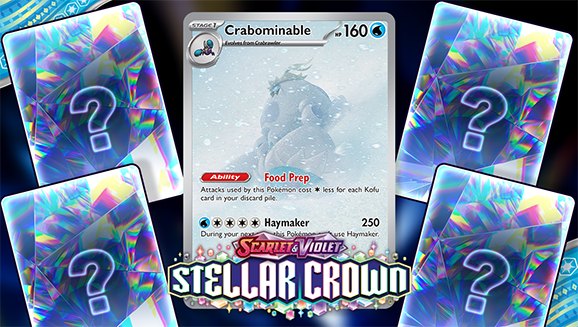 STAGE 1
Crabominable
HP 160
Evolves from Crabrawler
Ability Food Prep
Attacks used by this Pokémon cost less for each Kofu
card in your discard pile.
Haymaker 250
During your next this Pokémon use Haymaker.
SCARLET & VIOLET
STELLAR CROWN
?
?
?
?